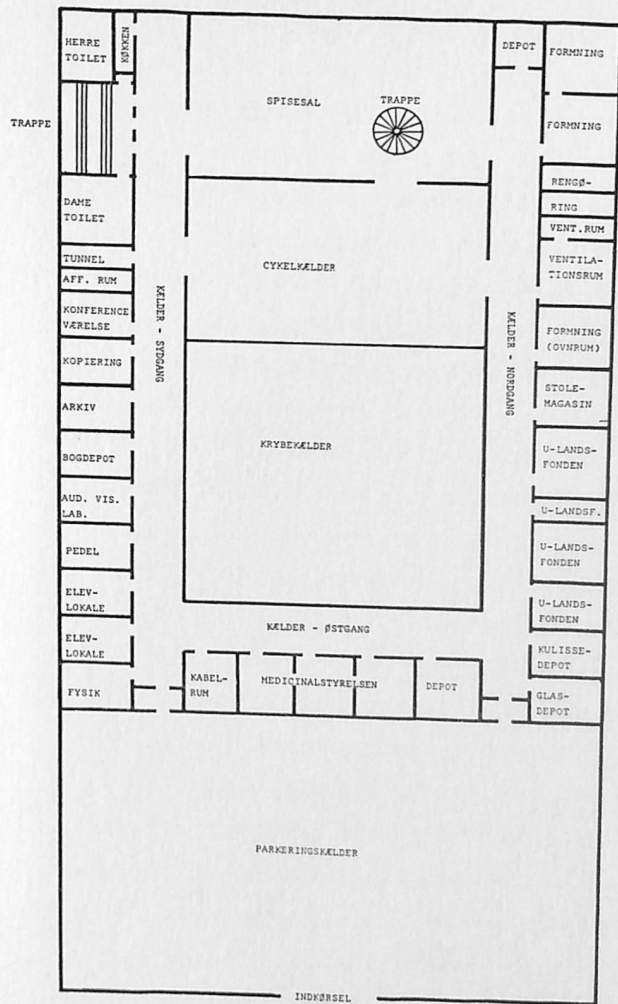 HERRE
TOILET
KØKKEN
DEPOT
FORMNING
SPISESAL
TRAPPE
TRAPPE
FORMNING
DAME
TOILET
RENGØ-
RING
VENT.RUM
TUNNEL
AFF. RUM
CYKELKÆLDER
VENTILA-
TIONSRUM
KONFERENCE
VÆRELSE
KÆLDER - SYDGANG
KÆLDER - NORDGANG
FORMNING
(OVNRUM)
KOPIERING
STOLE-
MAGASIN
ARKIV
KRYBEKÆLDER
U-LANDS-
FONDEN
BOGDEPOT
AUD. VIS.
LAB.
U-LANDSF.
PEDEL
U-LANDS-
FONDEN
ELEV-
LOKALE
U-LANDS-
FONDEN
KÆLDER - ØSTGANG
ELEV-
LOKALE
KULISSE-
DEPOT
FYSIK
KABEL-
RUM
MEDICINALSTYRELSEN
DEPOT
GLAS-
DEPOT
PARKERINGSKÆLDER
INDKØRSEL